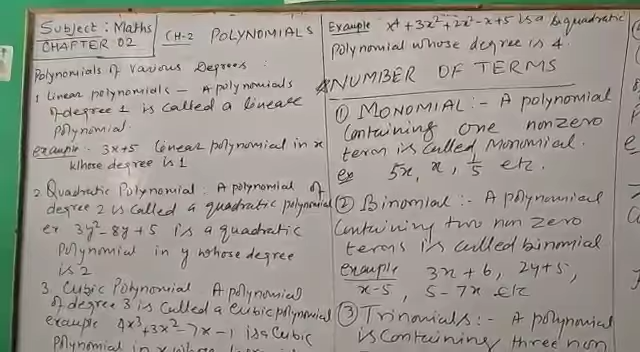 Subject: Maths
CHAPTER 02
CH-2 POLYNOMIALS
Polynomials of Various Degrees:
1 Linear polynomials - A polynomials
of degree 1 is called a linear
polynomial.
example - 3x+5 Linear polynomial in x
whose degree is 1
2. Quadratic Polynomial: A polynomial of
degree 2 is called a quadratic polynomial
ex 3y²-8y+5 is a quadratic
polynomial in y whose degree
is 2
3. Cubic Polynomial A polynomial
of degree 3 is called a cubic polynomial
example 4x³+3x²-7x-1 is a cubic
polynomial in x whose
Example x⁴+3x²+2x²-x+5 is a biquadratic
polynomial whose degree is 4.
NUMBER OF TERMS
① MONOMIAL:- A polynomial
containing one nonzero
term is called Monomial.
ex 5x, x, 1/5 etc.
② Binomial:- A polynomial
containing two non zero
terms is called binomial
example 3x+6, 2y+5,
x-5, 5-7x etc
③ Trinomials:- A polynomial
is containing three non